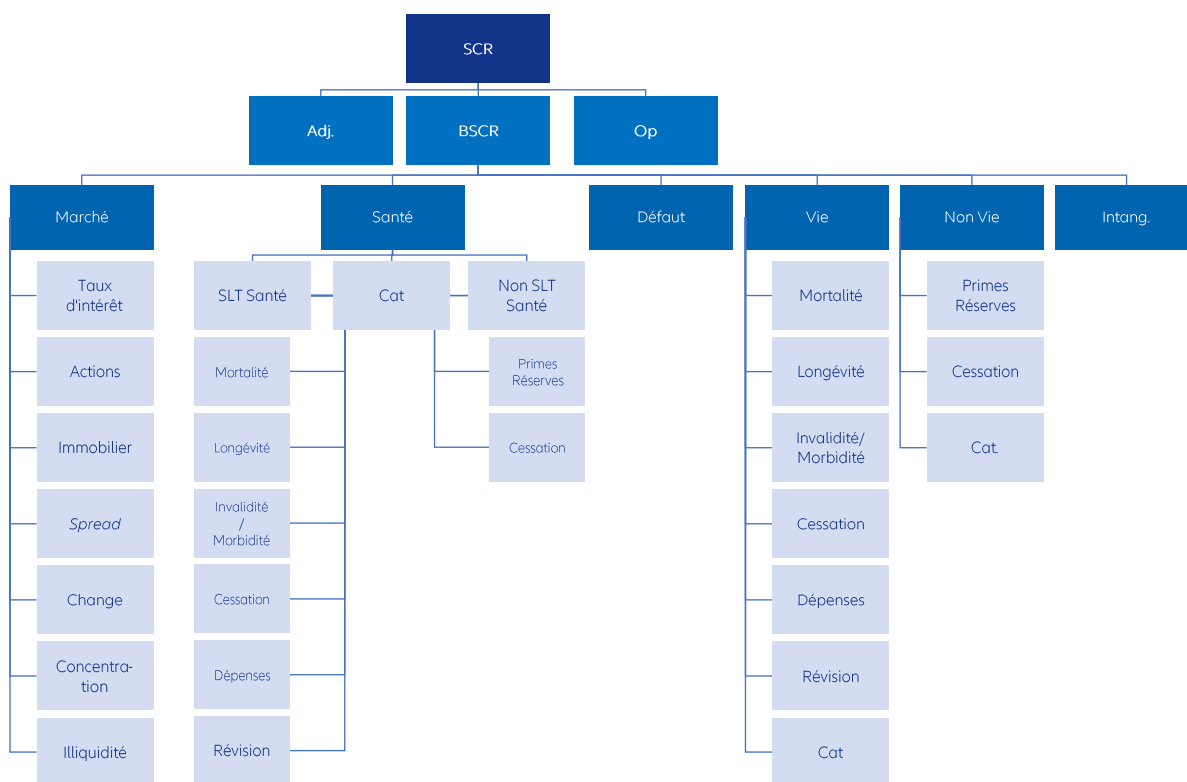 SCR
Adj.
BSCR
Op
Marché
Santé
Défaut
Vie
Non Vie
Intang.
Taux
d'intérêt
Actions
Immobilier
Spread
Change
Concentra-
tion
Illiquidité
SLT Santé
Cat
Non SLT
Santé
Mortalité
Longévité
Invalidité
/
Morbidité
Cessation
Dépenses
Révision
Primes
Réserves
Cessation
Mortalité
Longévité
Invalidité/
Morbidité
Cessation
Dépenses
Révision
Cat
Primes
Réserves
Cessation
Cat.